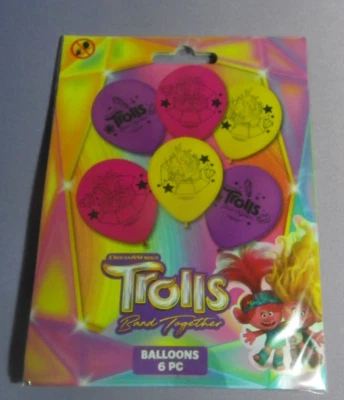 Trolls
Trolls
DreamWorks
Trolls
Band Together
BALLOONS
6 PC